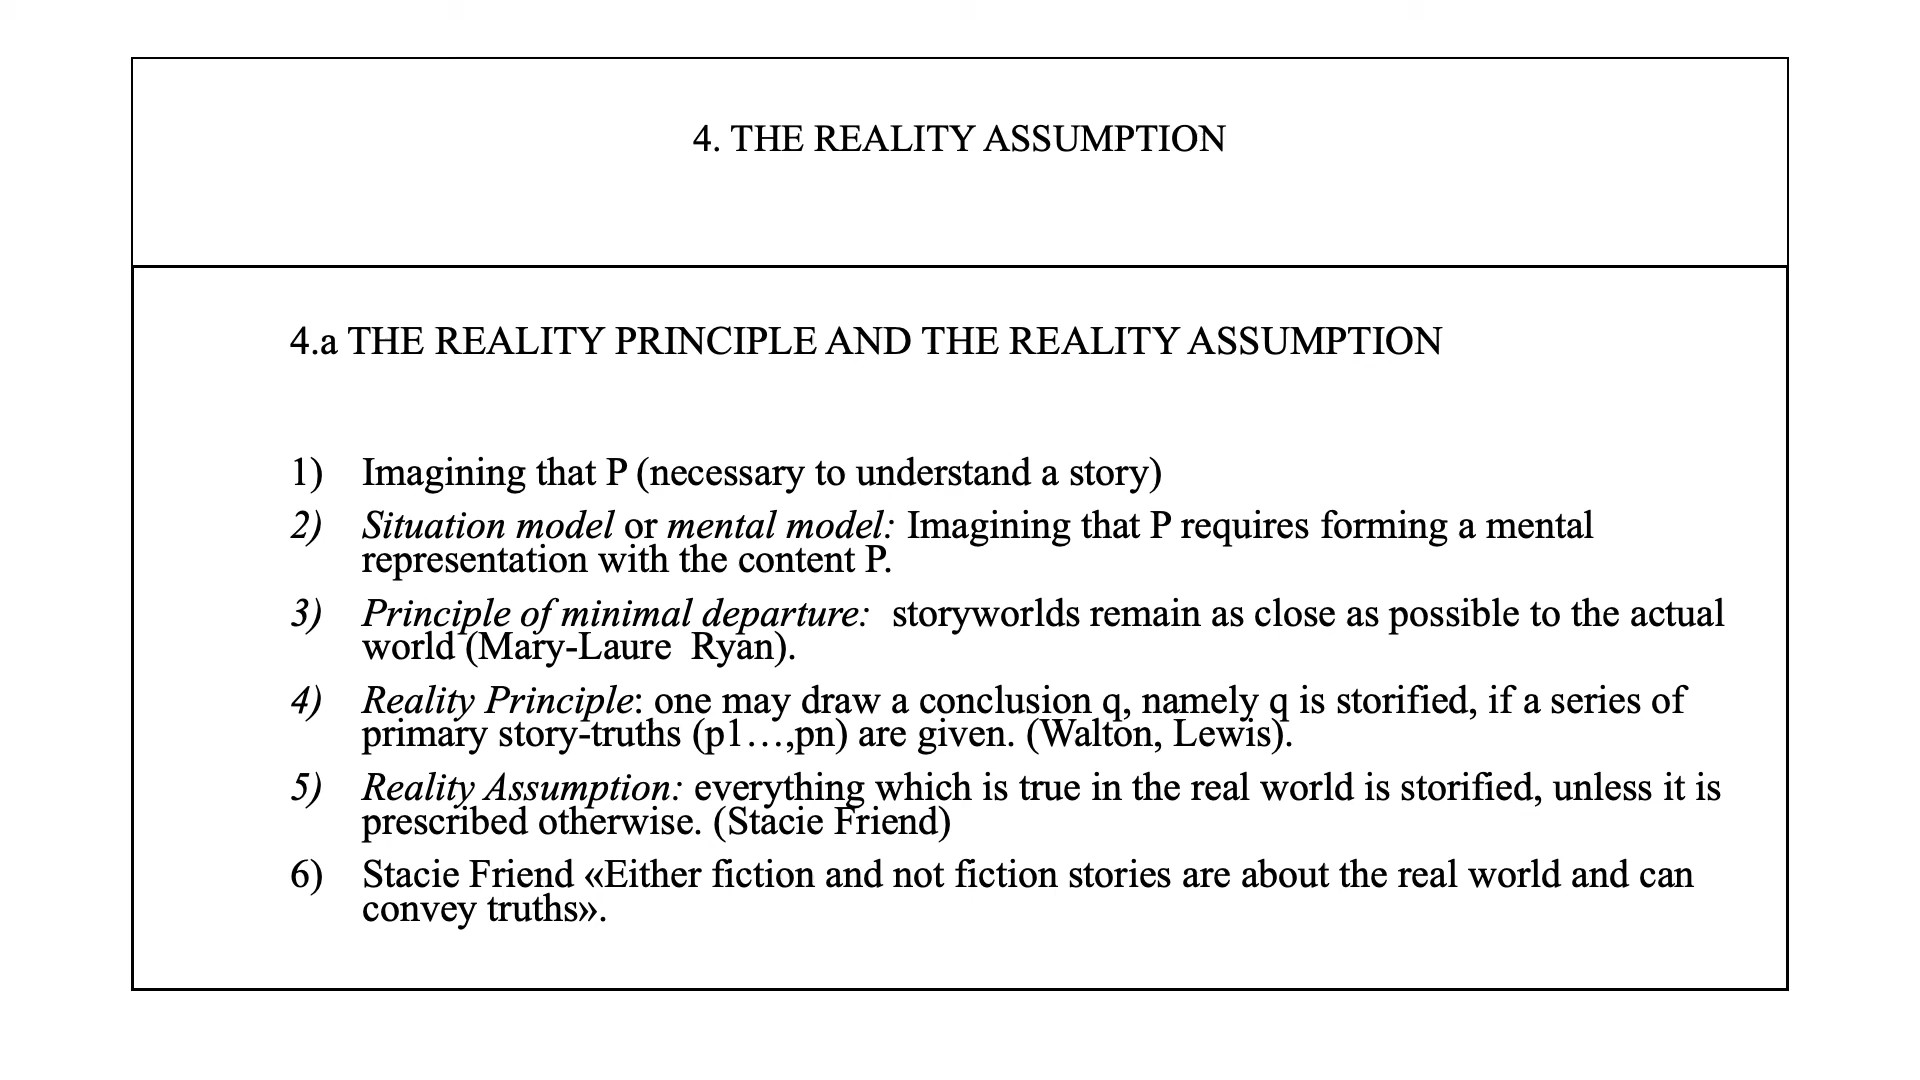 4. THE REALITY ASSUMPTION
4.a THE REALITY PRINCIPLE AND THE REALITY ASSUMPTION
1) Imagining that P (necessary to understand a story)
2) Situation model or mental model: Imagining that P requires forming a mental
representation with the content P.
3) Principle of minimal departure: storyworlds remain as close as possible to the actual
world (Mary-Laure Ryan).
4) Reality Principle: one may draw a conclusion q, namely q is storified, if a series of
primary story-truths (p1…,pn) are given. (Walton, Lewis).
5) Reality Assumption: everything which is true in the real world is storified, unless it is
prescribed otherwise. (Stacie Friend)
6) Stacie Friend «Either fiction and not fiction stories are about the real world and can
convey truths».